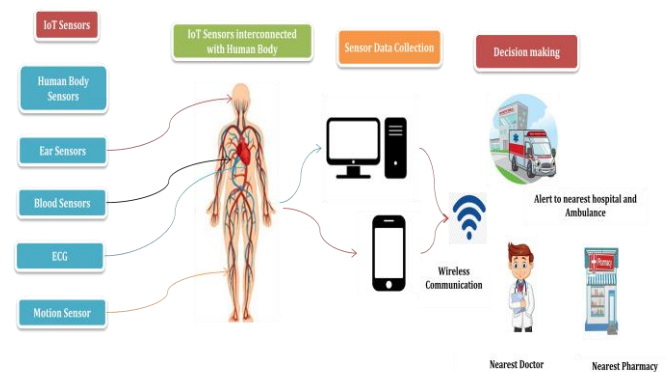 IoT Sensors
IoT Sensors interconnected
with Human Body
Sensor Data Collection
Decision making
Human Body
Sensors
Ear Sensors
Blood Sensors
ECG
Motion Sensor
Wireless
Communication
Alert to nearest hospital and
Ambulance
Pharmacy
Nearest Doctor
Nearest Pharmacy